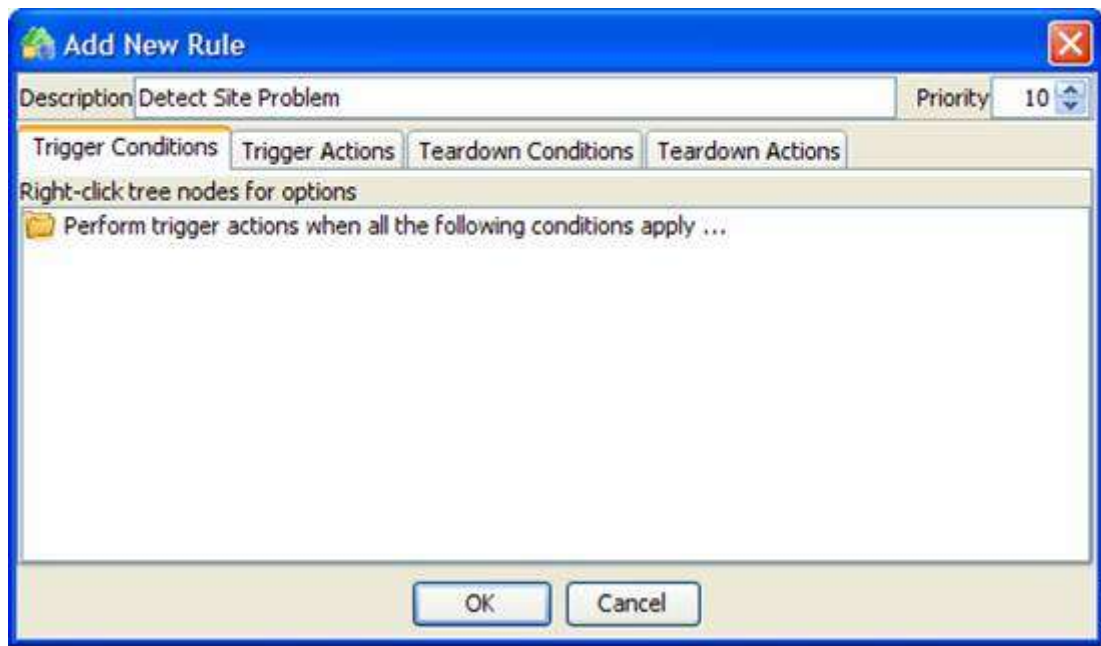 Add New Rule
Description Detect Site Problem Priority 10
Trigger Conditions Trigger Actions Teardown Conditions Teardown Actions
Right-click tree nodes for options
Perform trigger actions when all the following conditions apply ...
OK Cancel